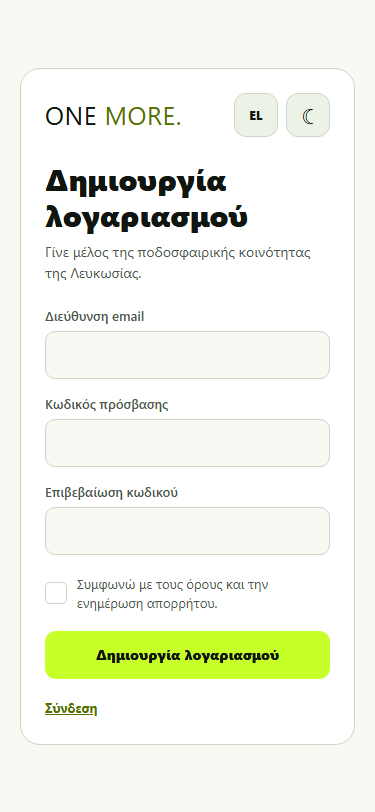 ONE MORE.
EL
Δημιουργία
λογαριασμού
Γίνε μέλος της ποδοσφαιρικής κοινότητας
της Λευκωσίας.
Διεύθυνση email
Κωδικός πρόσβασης
Επιβεβαίωση κωδικού
Συμφωνώ με τους όρους και την
ενημέρωση απορρήτου.
Δημιουργία λογαριασμού
Σύνδεση